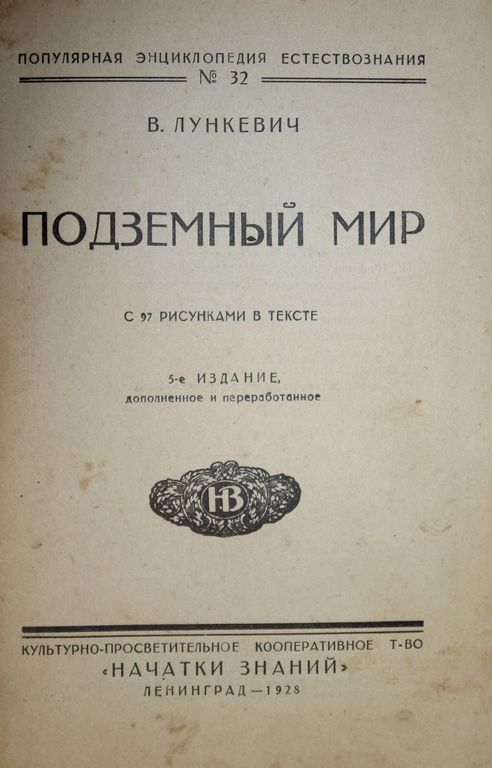 ПОПУЛЯРНАЯ ЭНЦИКЛОПЕДИЯ ЕСТЕСТВОЗНАНИЯ
№ 32
В. ЛУНКЕВИЧ
ПОДЗЕМНЫЙ МИР
С 97 РИСУНКАМИ В ТЕКСТЕ
5-е ИЗДАНИЕ,
дополненное и переработанное
НЗ
КУЛЬТУРНО-ПРОСВЕТИТЕЛЬНОЕ КООПЕРАТИВНОЕ Т-ВО
«НАЧАТКИ ЗНАНИЙ»
ЛЕНИНГРАД—1928